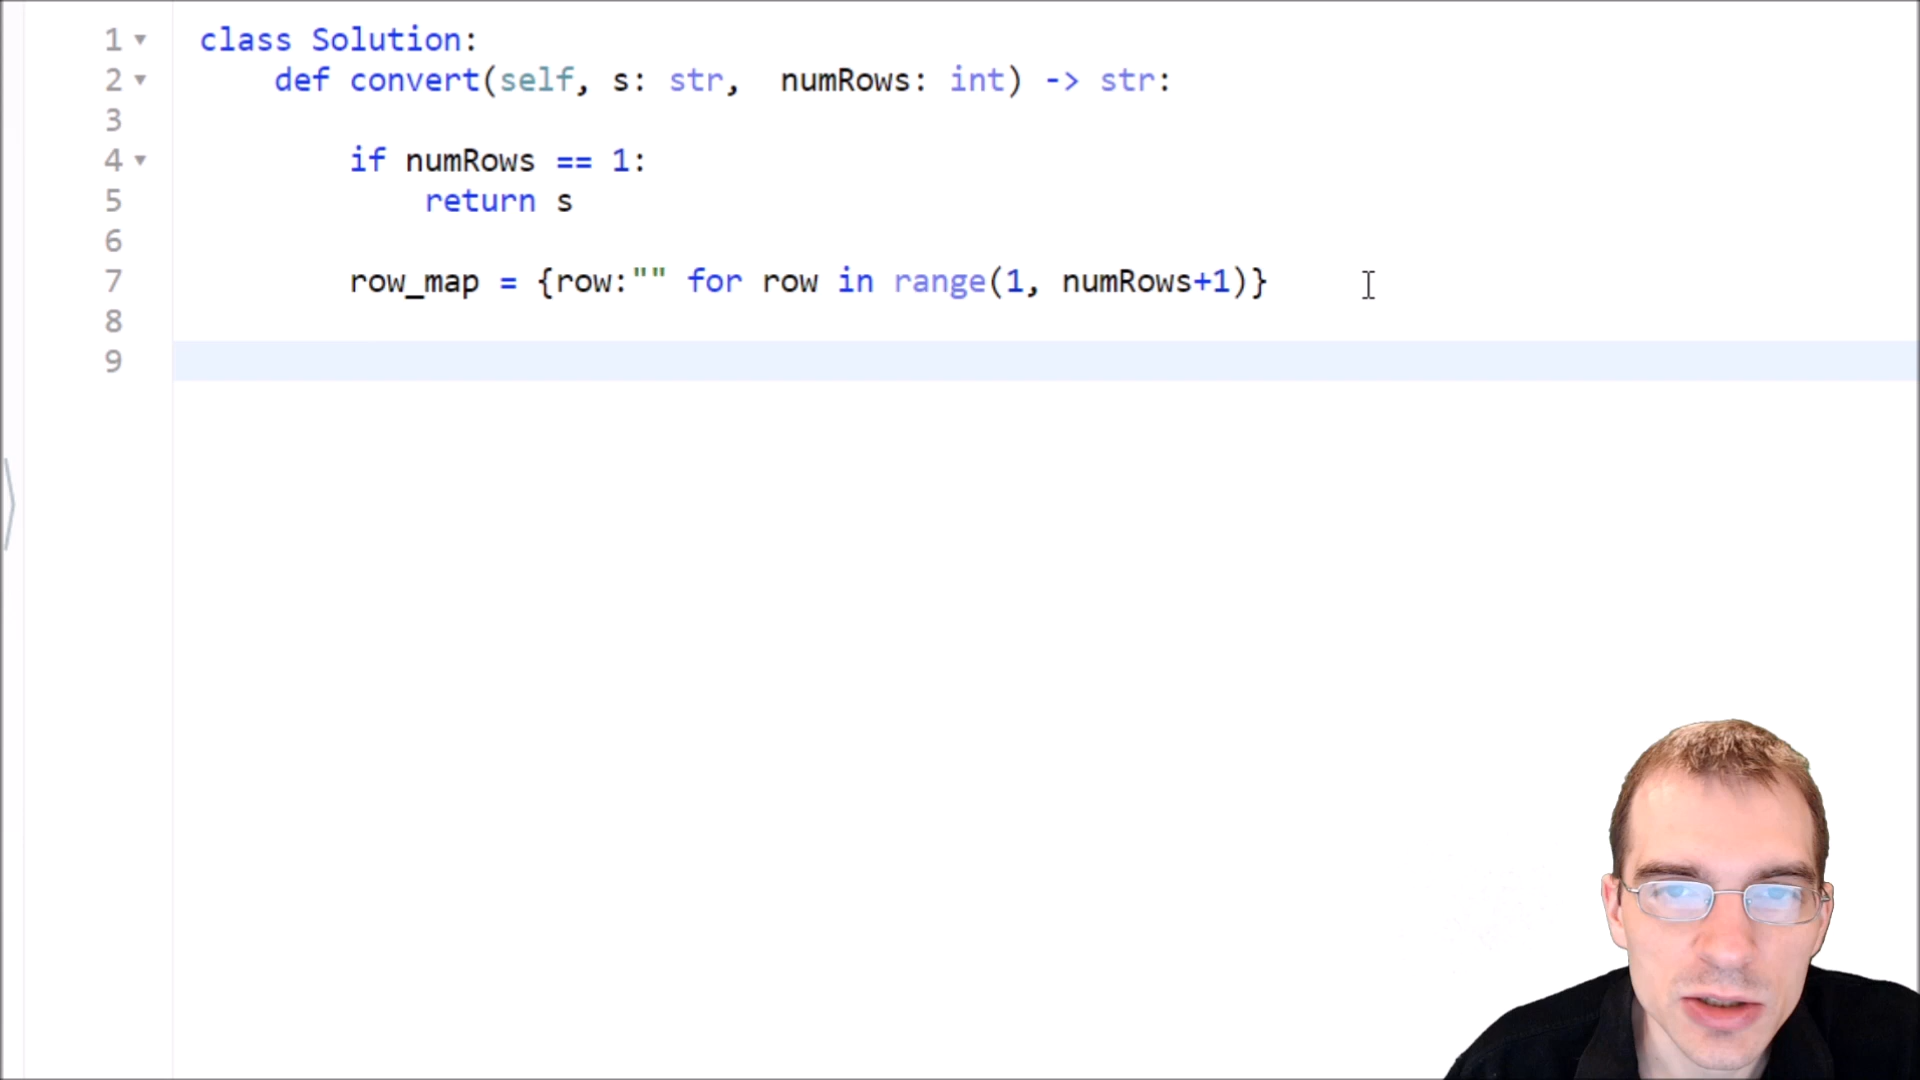 1 class Solution:
2 def convert(self, s: str, numRows: int) -> str:
3
4 if numRows == 1:
5 return s
6
7 row_map = {row:"" for row in range(1, numRows+1)}
8
9